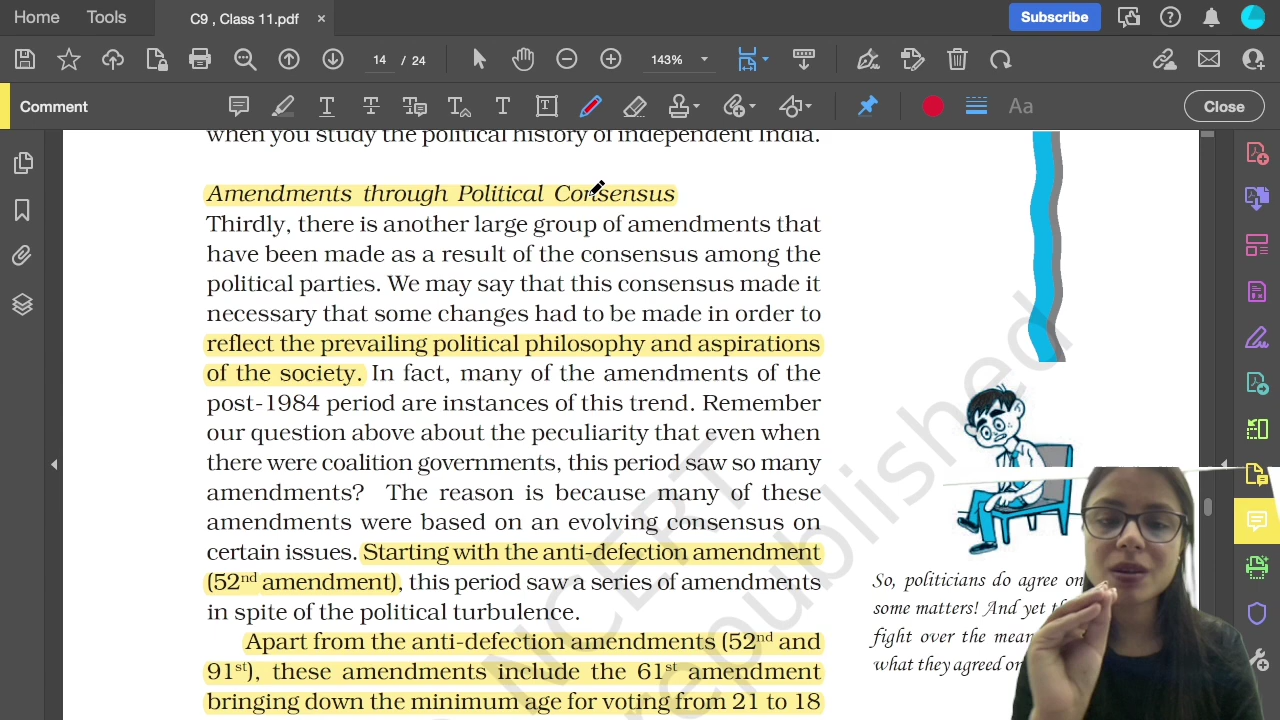 Home
Tools
C9 , Class 11.pdf
×
Subscribe
14 / 24
143%
Comment
Aa
Close
when you study the political history of independent India.
Amendments through Political Consensus
Thirdly, there is another large group of amendments that
have been made as a result of the consensus among the
political parties. We may say that this consensus made it
necessary that some changes had to be made in order to
reflect the prevailing political philosophy and aspirations
of the society. In fact, many of the amendments of the
post-1984 period are instances of this trend. Remember
our question above about the peculiarity that even when
there were coalition governments, this period saw so many
amendments? The reason is because many of these
amendments were based on an evolving consensus on
certain issues. Starting with the anti-defection amendment
(52nd amendment), this period saw a series of amendments
in spite of the political turbulence.
Apart from the anti-defection amendments (52nd and
91st), these amendments include the 61st amendment
bringing down the minimum age for voting from 21 to 18
So, politicians do agree on
some matters! And yet
fight over the
what they agreed
NCERT
republished